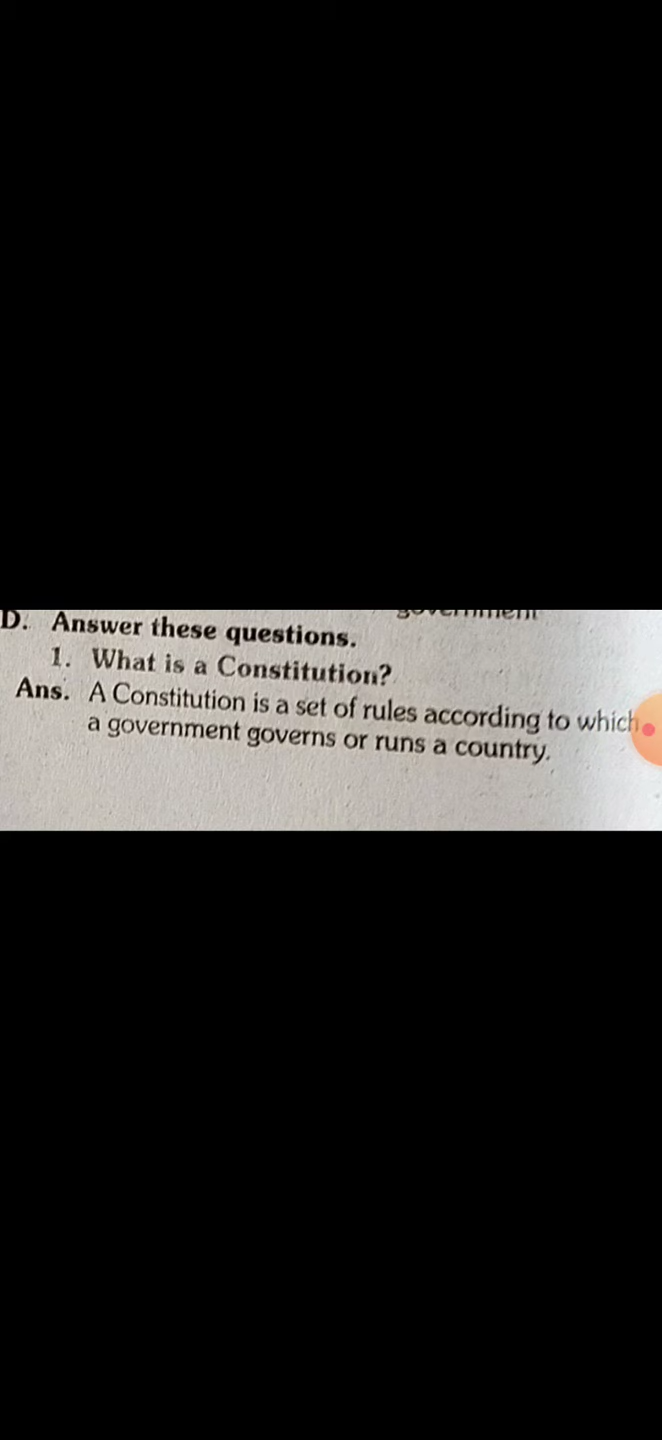 government
D. Answer these questions.
1. What is a Constitution?
Ans. A Constitution is a set of rules according to which
a government governs or runs a country.